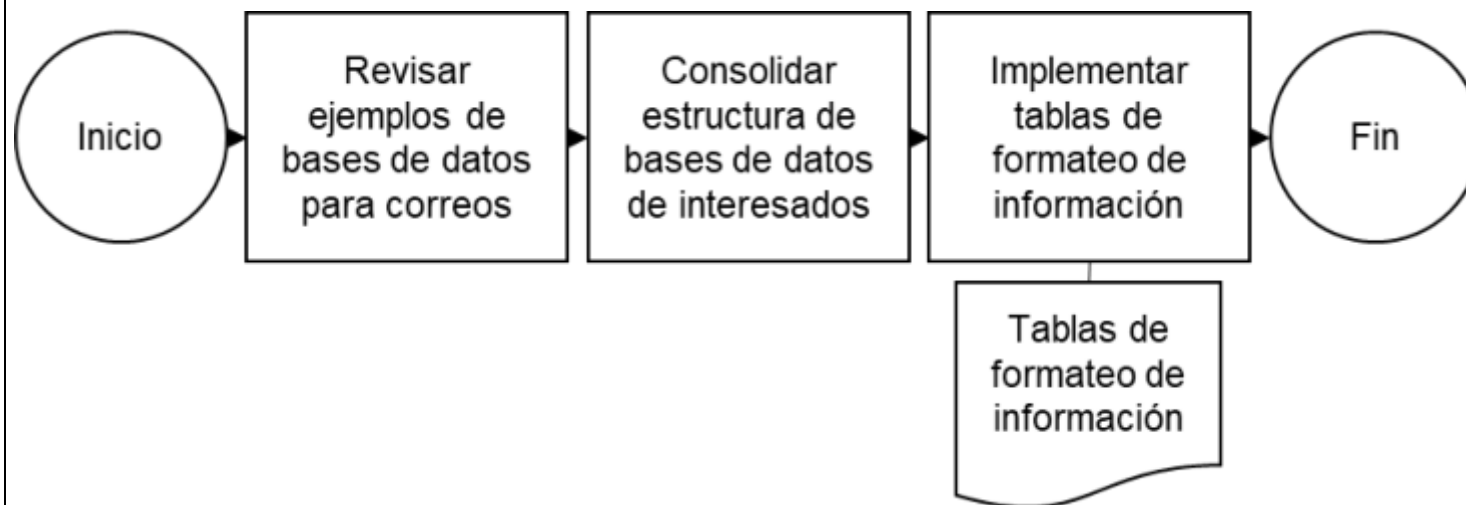 Inicio
Revisar
ejemplos de
bases de datos
para correos
Consolidar
estructura de
bases de datos
de interesados
Implementar
tablas de
formateo de
información
Fin
Tablas de
formateo de
información